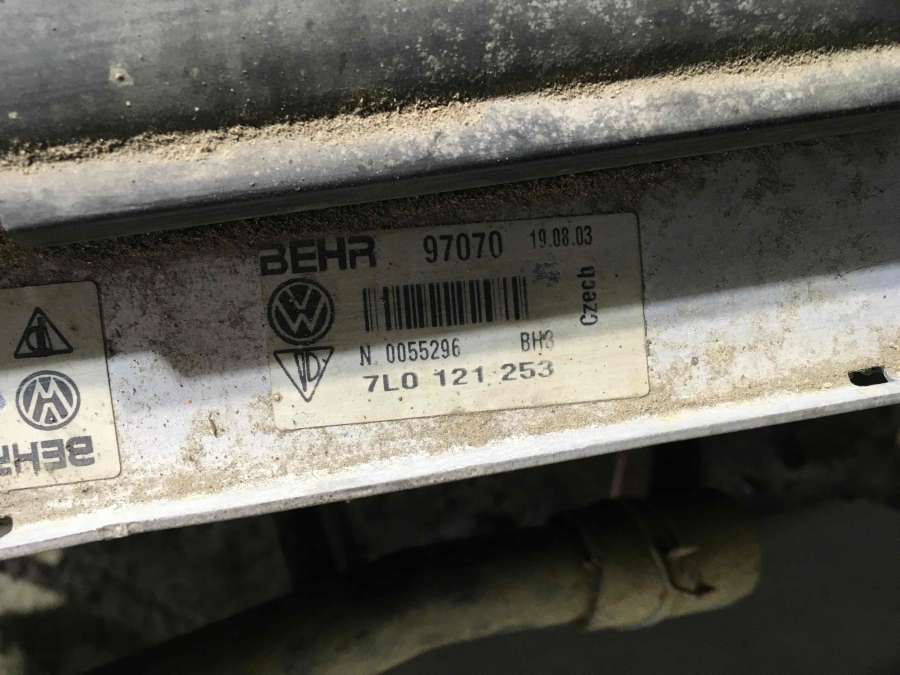 BEHR 97070 19.08.03
Czech
N 0055296 BH3
7L0 121 253
BEHR